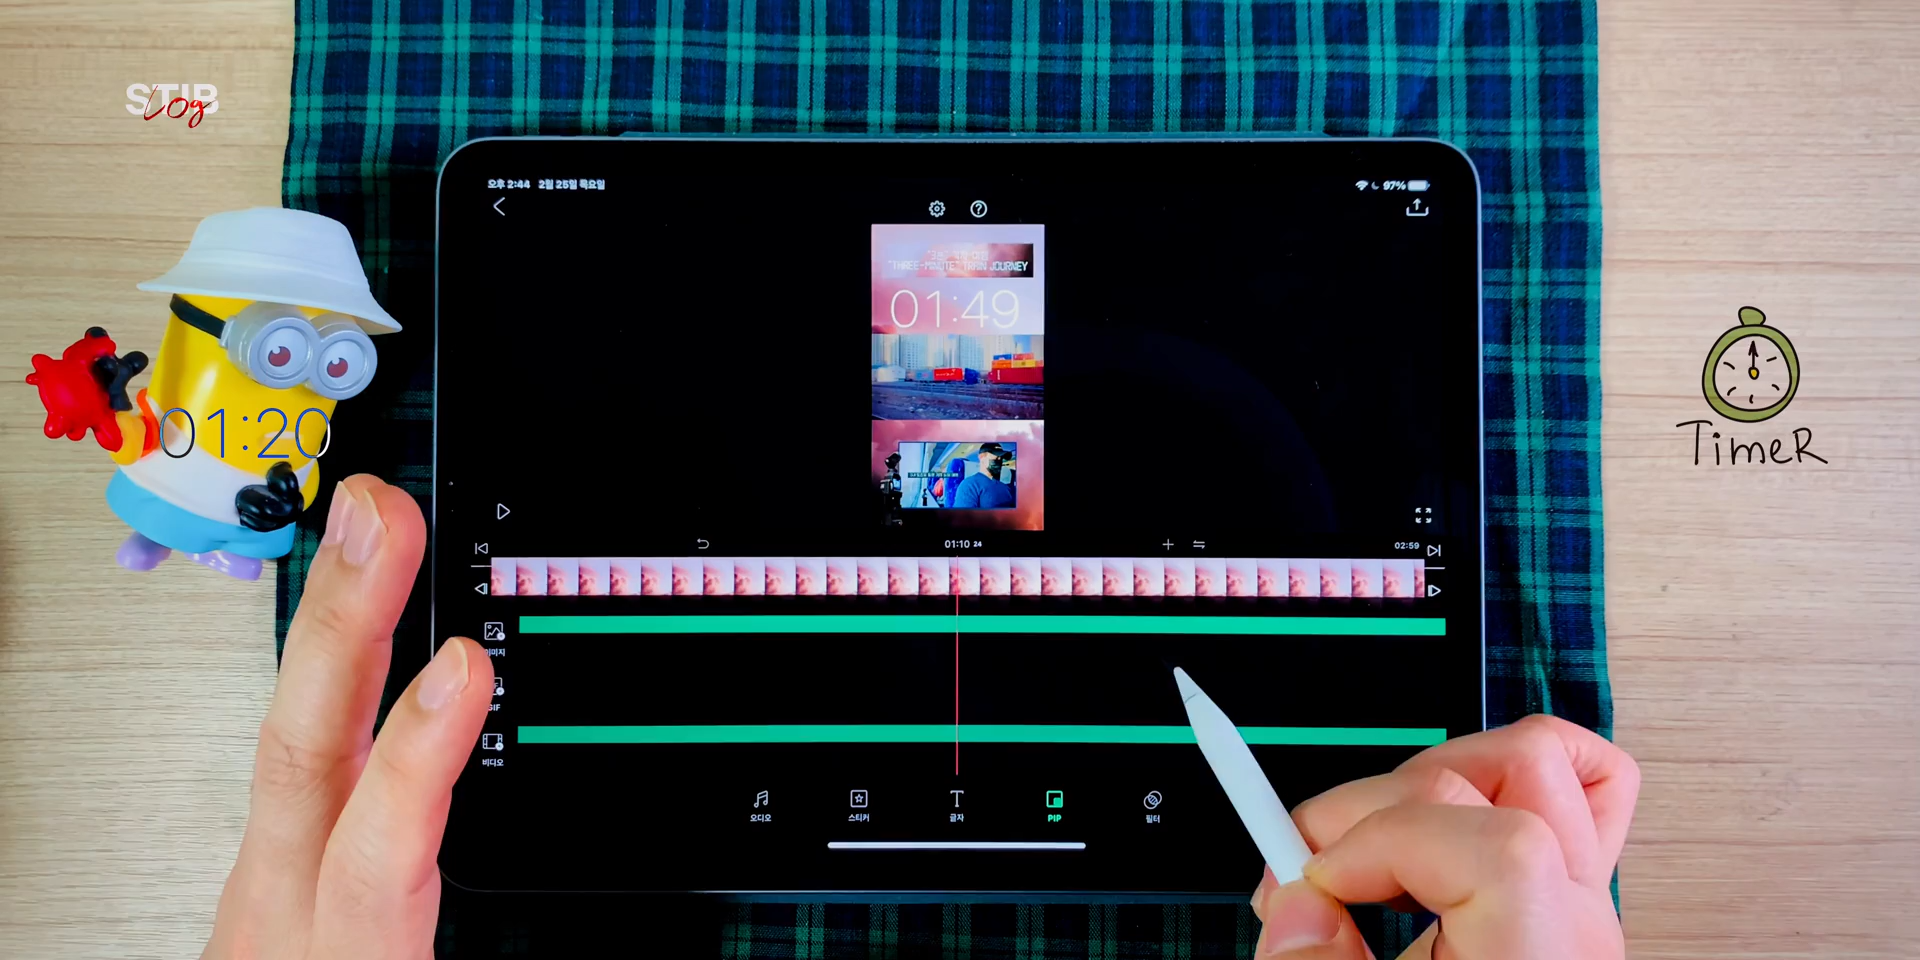 STIB
Log
오후 2:44 2월 25일 목요일
97%
"THREE-MINUTE" TRAIN JOURNEY
01:49
01:20
TimeR
01:10 24
02:59
이미지
GIF
비디오
오디오
스티커
글자
PIP
필터